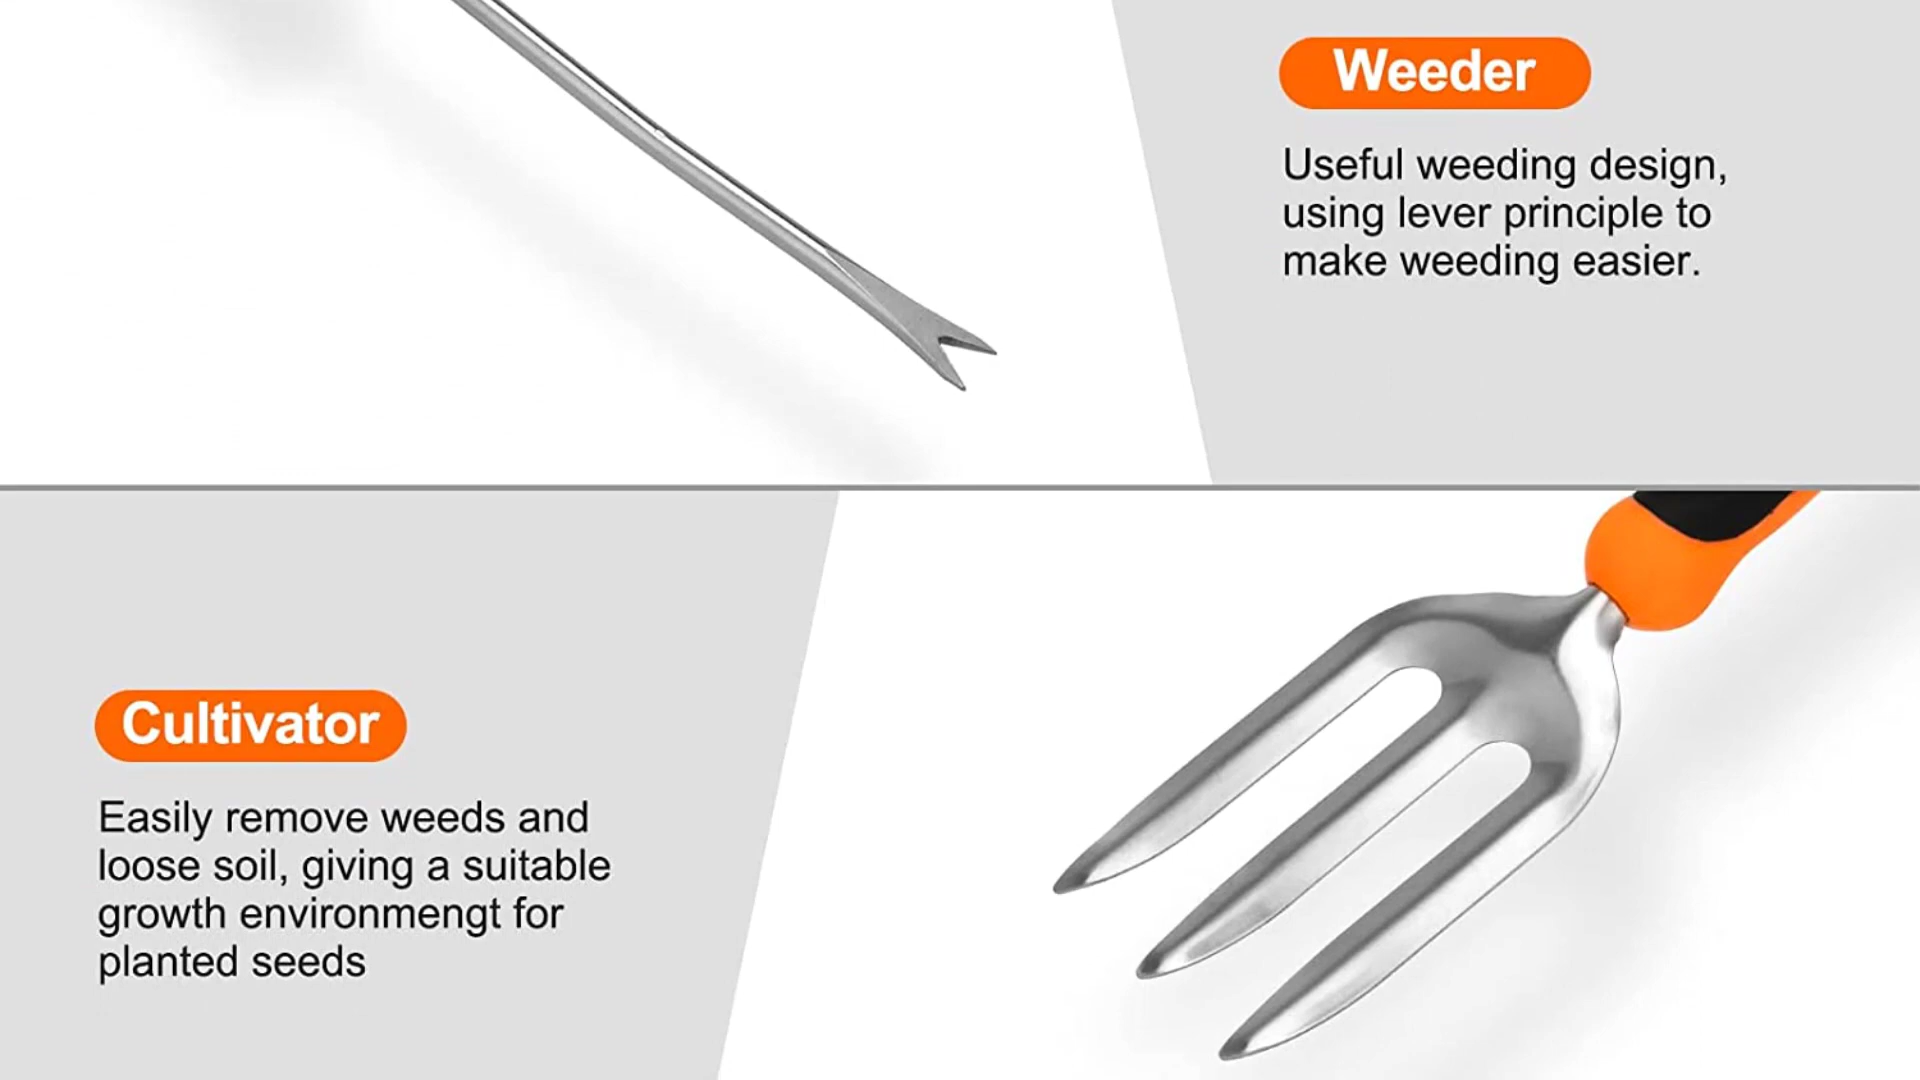 Weeder
Useful weeding design,
using lever principle to
make weeding easier.
Cultivator
Easily remove weeds and
loose soil, giving a suitable
growth environmengt for
planted seeds